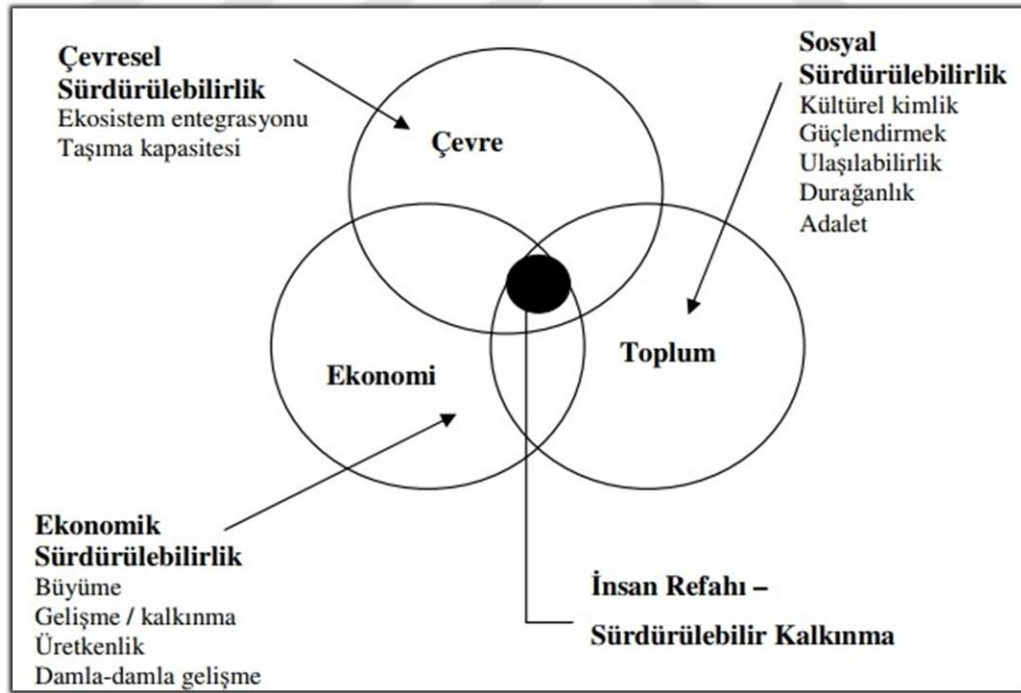 Çevresel
Sürdürülebilirlik
Ekosistem entegrasyonu
Taşıma kapasitesi
Sosyal
Sürdürülebilirlik
Kültürel kimlik
Güçlendirmek
Ulaşılabilirlik
Durağanlık
Adalet
Çevre
Ekonomi
Toplum
Ekonomik
Sürdürülebilirlik
Büyüme
Gelişme / kalkınma
Üretkenlik
Damla-damla gelişme
İnsan Refahı –
Sürdürülebilir Kalkınma